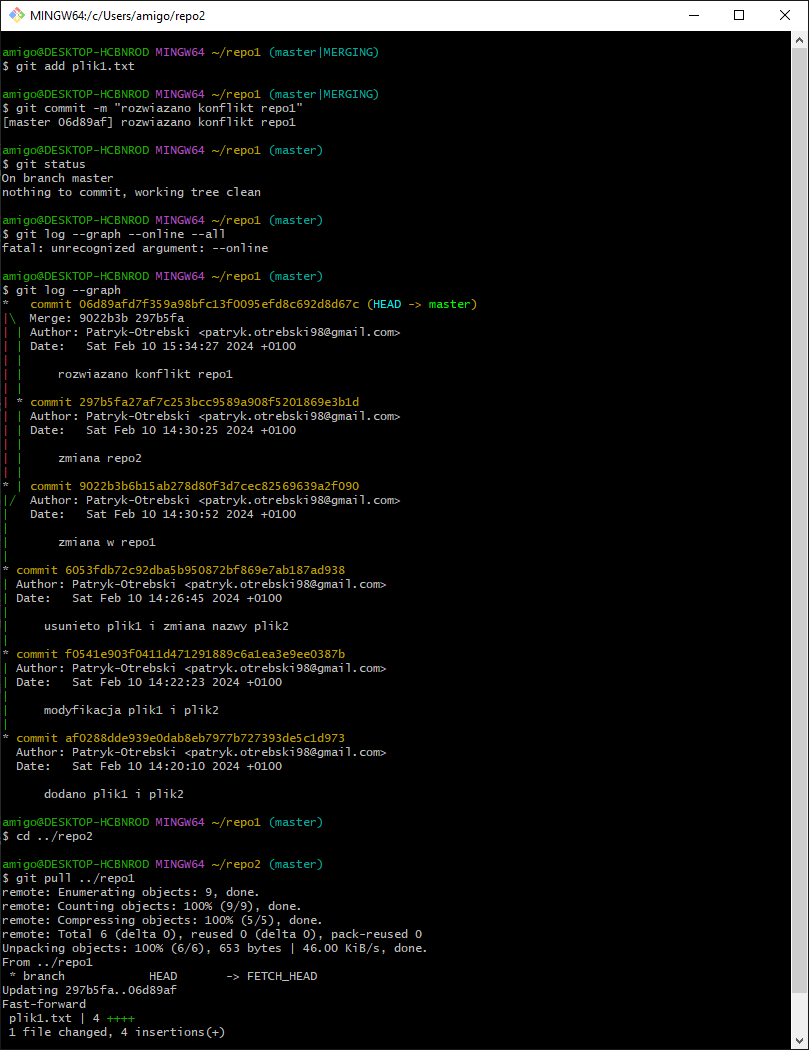 MINGW64:/c/Users/amigo/repo2
amigo@DESKTOP-HCBNROD MINGW64 ~/repo1 (master|MERGING)
$ git add plik1.txt
amigo@DESKTOP-HCBNROD MINGW64 ~/repo1 (master|MERGING)
$ git commit -m "rozwiazano konflikt repo1"
[master 06d89af] rozwiazano konflikt repo1
amigo@DESKTOP-HCBNROD MINGW64 ~/repo1 (master)
$ git status
On branch master
nothing to commit, working tree clean
amigo@DESKTOP-HCBNROD MINGW64 ~/repo1 (master)
$ git log --graph --online --all
fatal: unrecognized argument: --online
amigo@DESKTOP-HCBNROD MINGW64 ~/repo1 (master)
$ git log --graph
*   commit 06d89afd7f359a98bfc13f0095efd8c692d8d67c (HEAD -> master)
|\  Merge: 9022b3b 297b5fa
| | Author: Patryk-Otrebski <patryk.otrebski98@gmail.com>
| | Date:   Sat Feb 10 15:34:27 2024 +0100
| |
| |     rozwiazano konflikt repo1
| |
| * commit 297b5fa27af7c253bcc9589a908f5201869e3b1d
| | Author: Patryk-Otrebski <patryk.otrebski98@gmail.com>
| | Date:   Sat Feb 10 14:30:25 2024 +0100
| |
| |     zmiana repo2
| |
* | commit 9022b3b6b15ab278d80f3d7cec82569639a2f090
|/  Author: Patryk-Otrebski <patryk.otrebski98@gmail.com>
|   Date:   Sat Feb 10 14:30:52 2024 +0100
|
|       zmiana w repo1
|
* commit 6053fdb72c92dba5b950872bf869e7ab187ad938
| Author: Patryk-Otrebski <patryk.otrebski98@gmail.com>
| Date:   Sat Feb 10 14:26:45 2024 +0100
|
|     usunieto plik1 i zmiana nazwy plik2
|
* commit f0541e903f0411d471291889c6a1ea3e9ee0387b
| Author: Patryk-Otrebski <patryk.otrebski98@gmail.com>
| Date:   Sat Feb 10 14:22:23 2024 +0100
|
|     modyfikacja plik1 i plik2
|
* commit af0288dde939e0dab8eb7977b727393de5c1d973
  Author: Patryk-Otrebski <patryk.otrebski98@gmail.com>
  Date:   Sat Feb 10 14:20:10 2024 +0100
      dodano plik1 i plik2
amigo@DESKTOP-HCBNROD MINGW64 ~/repo1 (master)
$ cd ../repo2
amigo@DESKTOP-HCBNROD MINGW64 ~/repo2 (master)
$ git pull ../repo1
remote: Enumerating objects: 9, done.
remote: Counting objects: 100% (9/9), done.
remote: Compressing objects: 100% (5/5), done.
remote: Total 6 (delta 0), reused 0 (delta 0), pack-reused 0
Unpacking objects: 100% (6/6), 653 bytes | 46.00 KiB/s, done.
From ../repo1
 * branch            HEAD       -> FETCH_HEAD
Updating 297b5fa..06d89af
Fast-forward
 plik1.txt | 4 ++++
 1 file changed, 4 insertions(+)